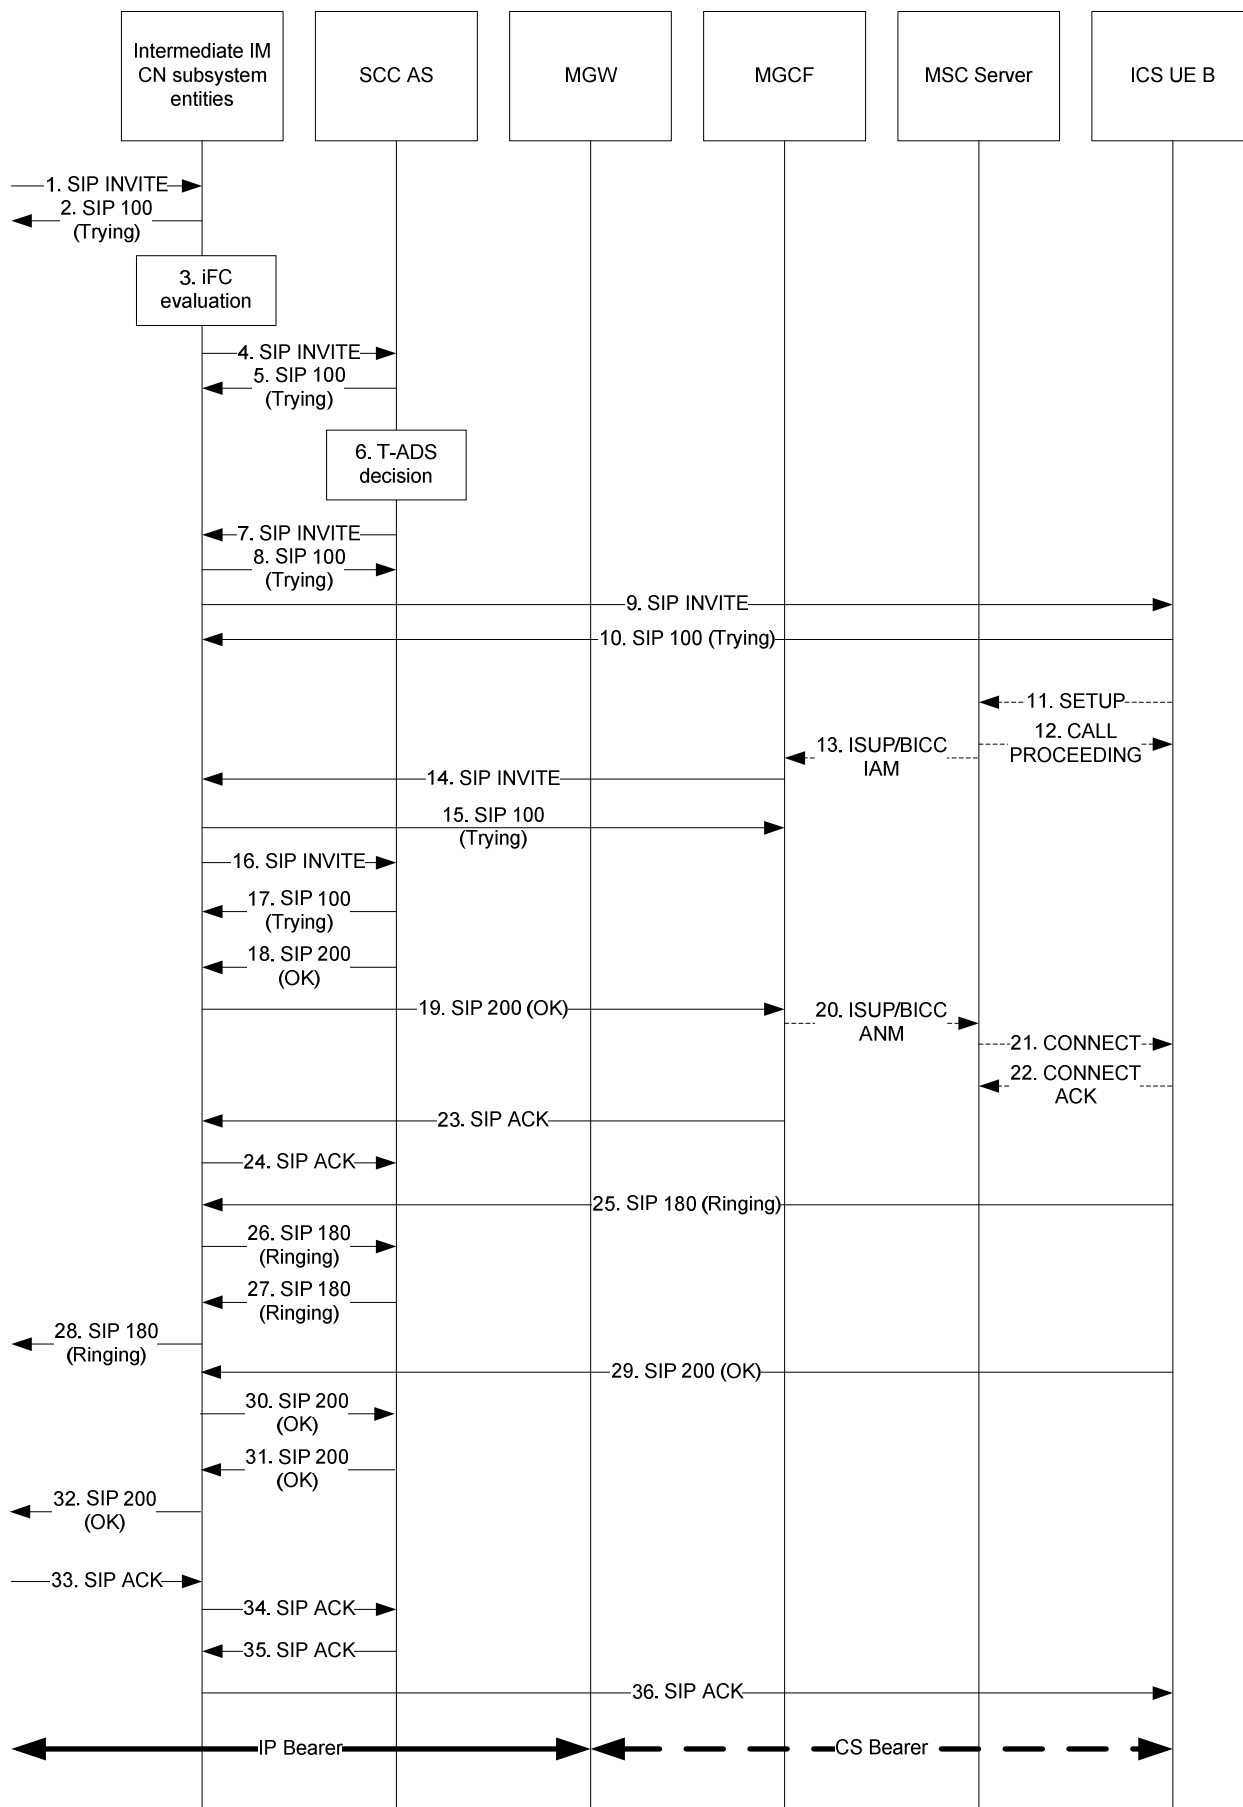 Intermediate IM
CN subsystem
entities
SCC AS
MGW
MGCF
MSC Server
ICS UE B
1. SIP INVITE
2. SIP 100
(Trying)
3. iFC
evaluation
4. SIP INVITE
5. SIP 100
(Trying)
6. T-ADS
decision
7. SIP INVITE
8. SIP 100
(Trying)
9. SIP INVITE
10. SIP 100 (Trying)
11. SETUP
12. CALL
PROCEEDING
13. ISUP/BICC
IAM
14. SIP INVITE
15. SIP 100
(Trying)
16. SIP INVITE
17. SIP 100
(Trying)
18. SIP 200
(OK)
19. SIP 200 (OK)
20. ISUP/BICC
ANM
21. CONNECT
22. CONNECT
ACK
23. SIP ACK
24. SIP ACK
25. SIP 180 (Ringing)
26. SIP 180
(Ringing)
27. SIP 180
(Ringing)
28. SIP 180
(Ringing)
29. SIP 200 (OK)
30. SIP 200
(OK)
31. SIP 200
(OK)
32. SIP 200
(OK)
33. SIP ACK
34. SIP ACK
35. SIP ACK
36. SIP ACK
IP Bearer
CS Bearer